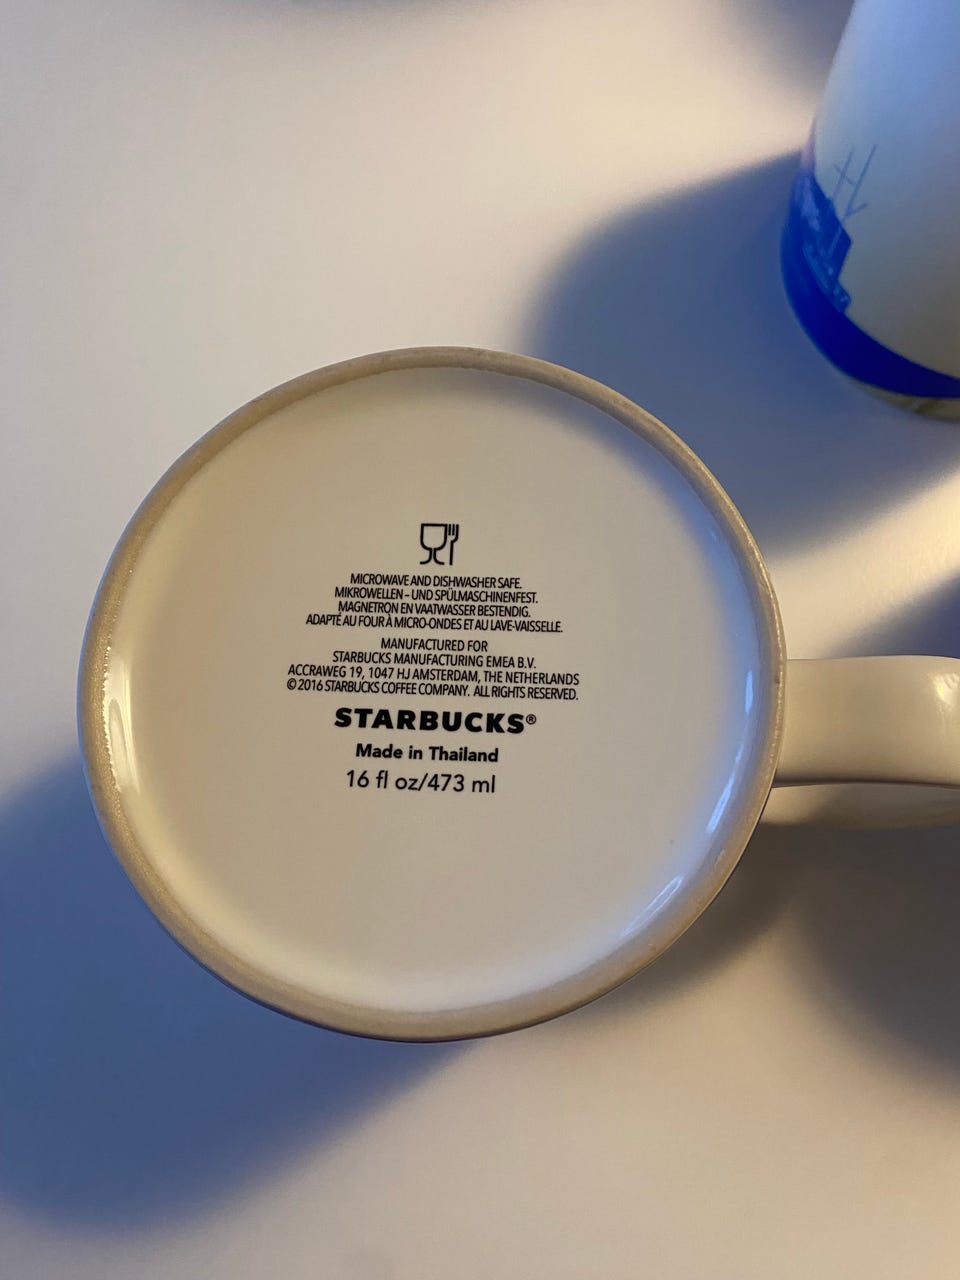 MICROWAVE AND DISHWASHER SAFE.
MIKROWELLEN – UND SPÜLMASCHINENFEST.
MAGNETRON EN VAATWASSER BESTENDIG.
ADAPTÉ AU FOUR À MICRO-ONDES ET AU LAVE-VAISSELLE.
MANUFACTURED FOR
STARBUCKS MANUFACTURING EMEA B.V.
ACCRAWEG 19, 1047 HJ AMSTERDAM, THE NETHERLANDS
© 2016 STARBUCKS COFFEE COMPANY. ALL RIGHTS RESERVED.
STARBUCKS®
Made in Thailand
16 fl oz/473 ml